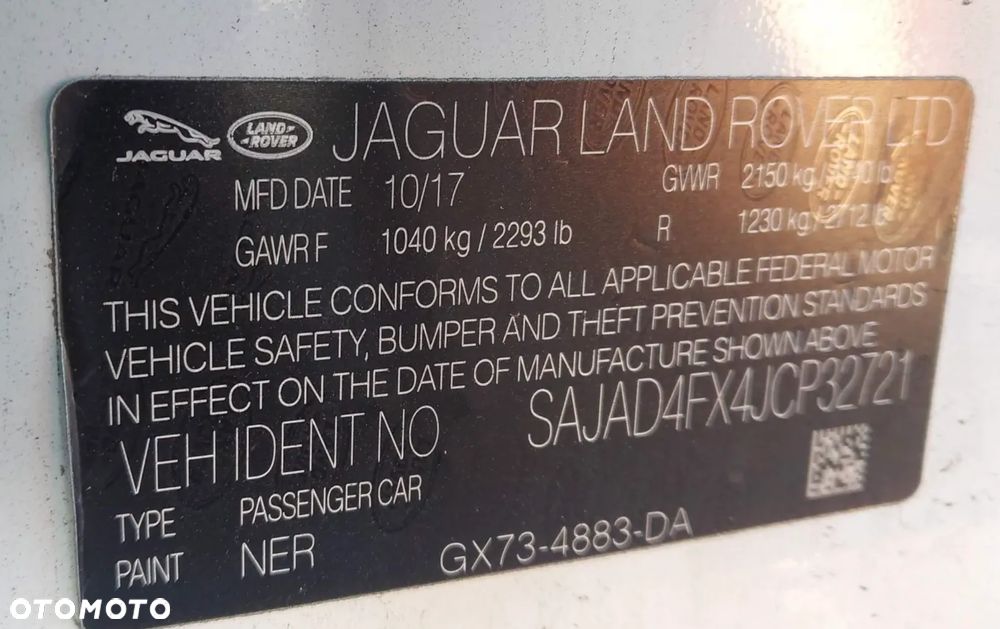 JAGUAR LAND ROVER JAGUAR LAND ROVER LTD
MFD DATE 10/17 GVWR 2150 kg / lb
GAWR F 1040 kg / 2293 lb R 1230 kg / 2712 lb
THIS VEHICLE CONFORMS TO ALL APPLICABLE FEDERAL MOTOR
VEHICLE SAFETY, BUMPER AND THEFT PREVENTION STANDARDS
IN EFFECT ON THE DATE OF MANUFACTURE SHOWN ABOVE
VEH IDENT NO. SAJAD4FX4JCP32721
TYPE PASSENGER CAR
PAINT NER GX73-4883-DA
OTOMOTO